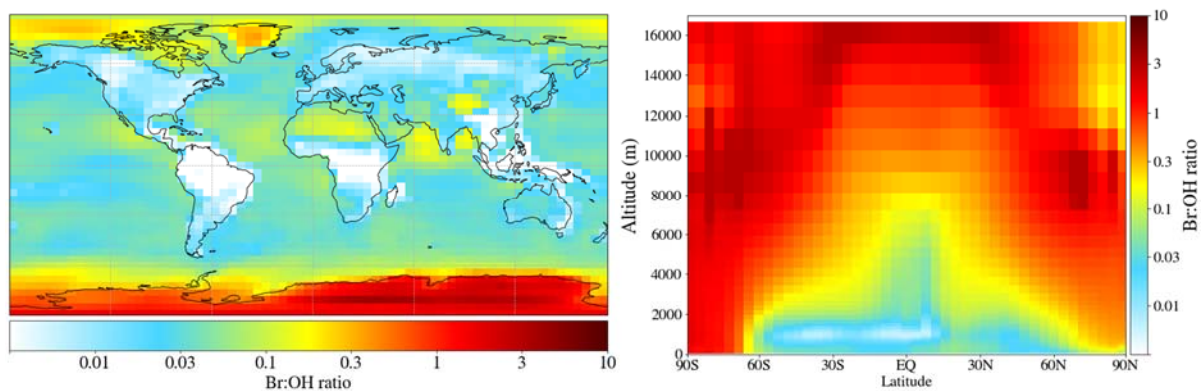 0.01 0.03 0.1 0.3 1 3 10
Br:OH ratio
16000
14000
12000
10000
8000
6000
4000
2000
0
Altitude (m)
90S 60S 30S EQ 30N 60N 90N
Latitude
10
3
1
0.3
0.1
0.03
0.01
Br:OH ratio